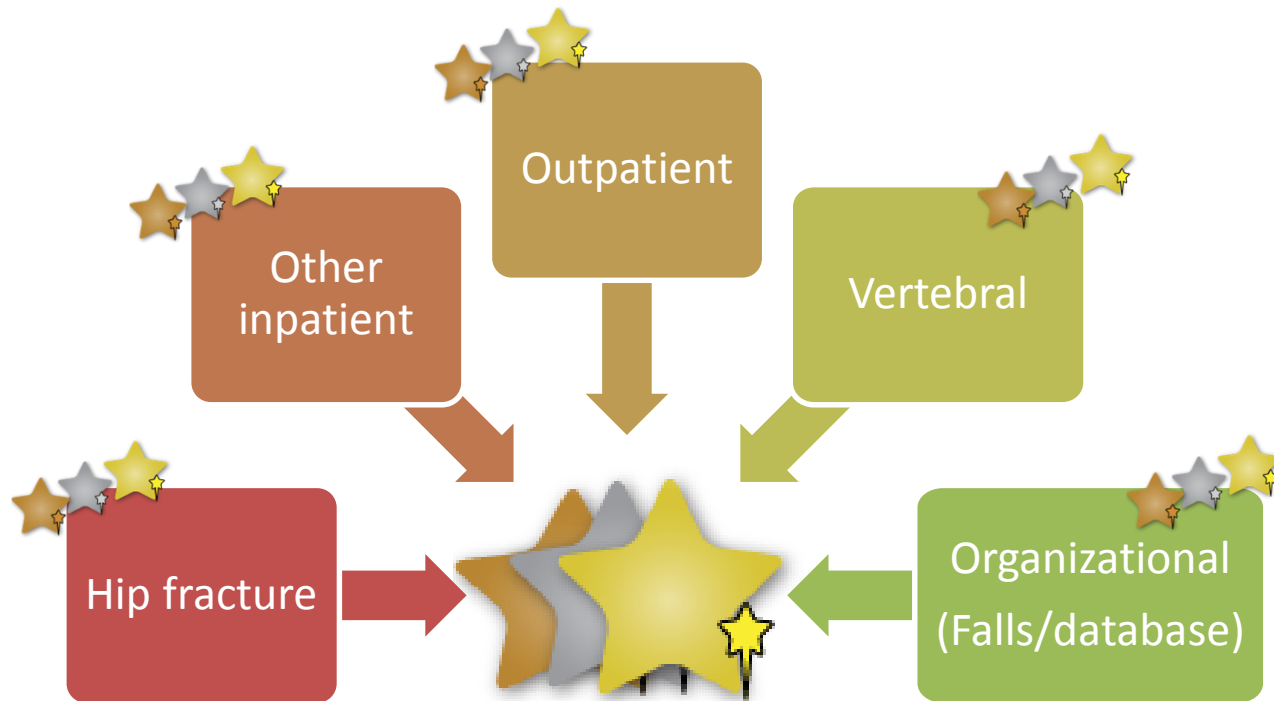 Outpatient
Other
inpatient
Vertebral
Hip fracture
Organizational
(Falls/database)